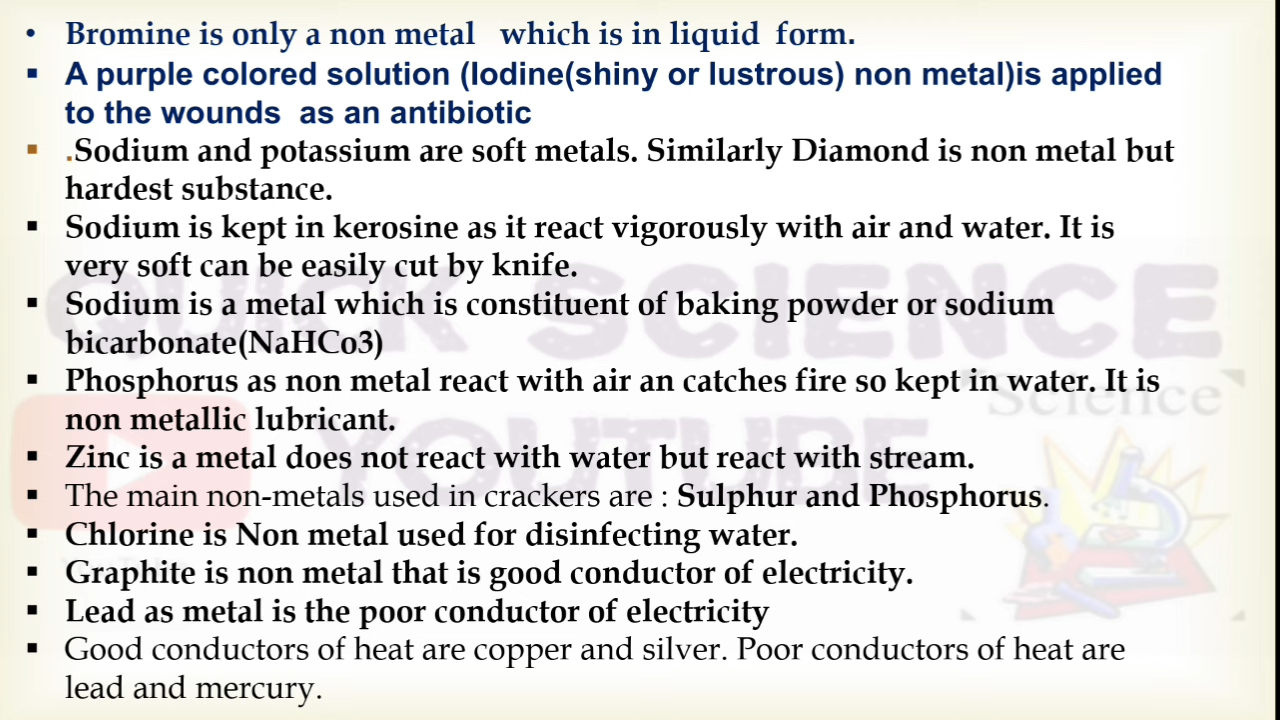 • Bromine is only a non metal which is in liquid form.
▪ A purple colored solution (Iodine(shiny or lustrous) non metal)is applied
to the wounds as an antibiotic
▪ .Sodium and potassium are soft metals. Similarly Diamond is non metal but
hardest substance.
▪ Sodium is kept in kerosine as it react vigorously with air and water. It is
very soft can be easily cut by knife.
▪ Sodium is a metal which is constituent of baking powder or sodium
bicarbonate(NaHCo3)
▪ Phosphorus as non metal react with air an catches fire so kept in water. It is
non metallic lubricant.
▪ Zinc is a metal does not react with water but react with stream.
▪ The main non-metals used in crackers are : Sulphur and Phosphorus.
▪ Chlorine is Non metal used for disinfecting water.
▪ Graphite is non metal that is good conductor of electricity.
▪ Lead as metal is the poor conductor of electricity
▪ Good conductors of heat are copper and silver. Poor conductors of heat are
lead and mercury.
QUICK SCIENCE
YOUTUBE
Science